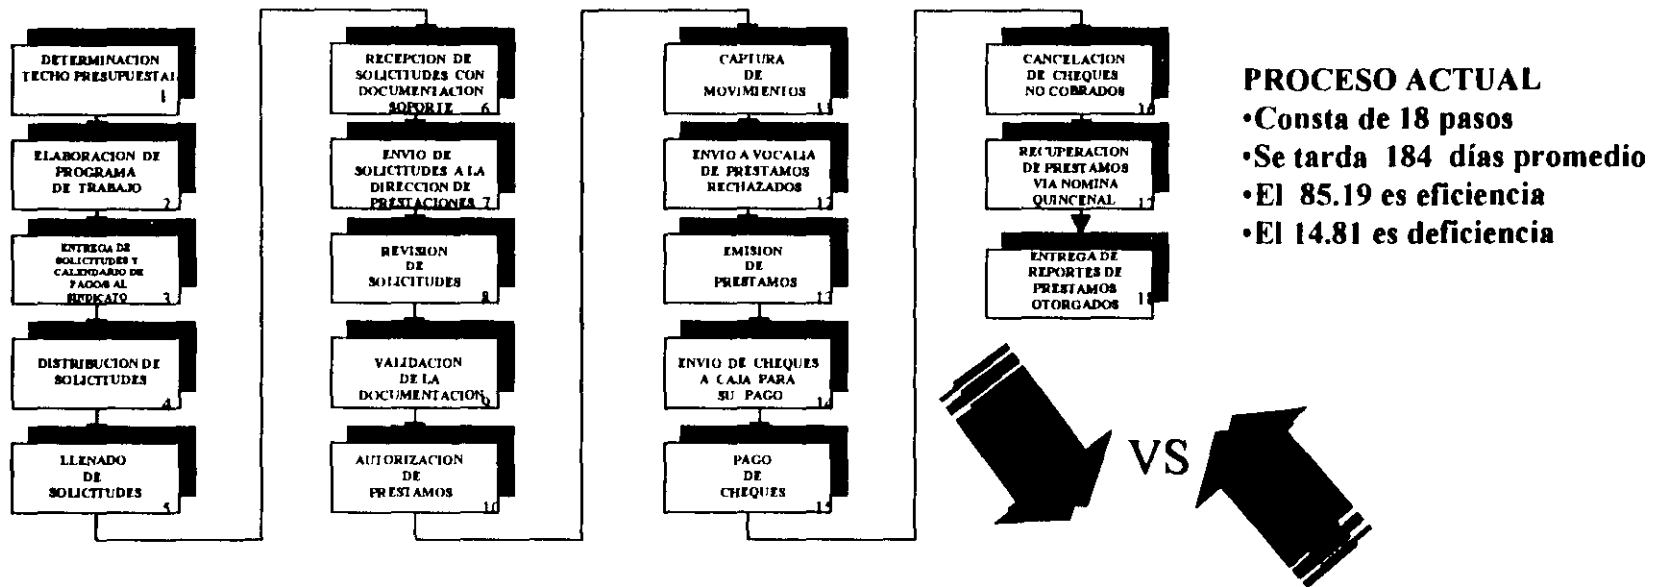 DETERMINACION
TECHO PRESUPUESTAL
1
ELABORACION DE
PROGRAMA
DE TRABAJO
2
ENTREGA DE
SOLICITUDES Y
CALENDARIO DE
PAGOS AL
SINDICATO
3
DISTRIBUCION DE
SOLICITUDES
4
LLENADO
DE
SOLICITUDES
5
RECEPCION DE
SOLICITUDES CON
DOCUMENTACION
SOPORTE
6
ENVIO DE
SOLICITUDES A LA
DIRECCION DE
PRESTACIONES
7
REVISION
DE
SOLICITUDES
8
VALIDACION
DE LA
DOCUMENTACION
9
AUTORIZACION
DE
PRESTAMOS
10
CAPTURA
DE
MOVIMIENTOS
11
ENVIO A VOCALIA
DE PRESTAMOS
RECHAZADOS
12
EMISION
DE
PRESTAMOS
13
ENVIO DE CHEQUES
A CAJA PARA
SU PAGO
14
PAGO
DE
CHEQUES
15
CANCELACION
DE CHEQUES
NO COBRADOS
16
RECUPERACION
DE PRESTAMOS
VIA NOMINA
QUINCENAL
17
ENTREGA DE
REPORTES DE
PRESTAMOS
OTORGADOS
18
PROCESO ACTUAL
•Consta de 18 pasos
•Se tarda 184 días promedio
•El 85.19 es eficiencia
•El 14.81 es deficiencia
VS